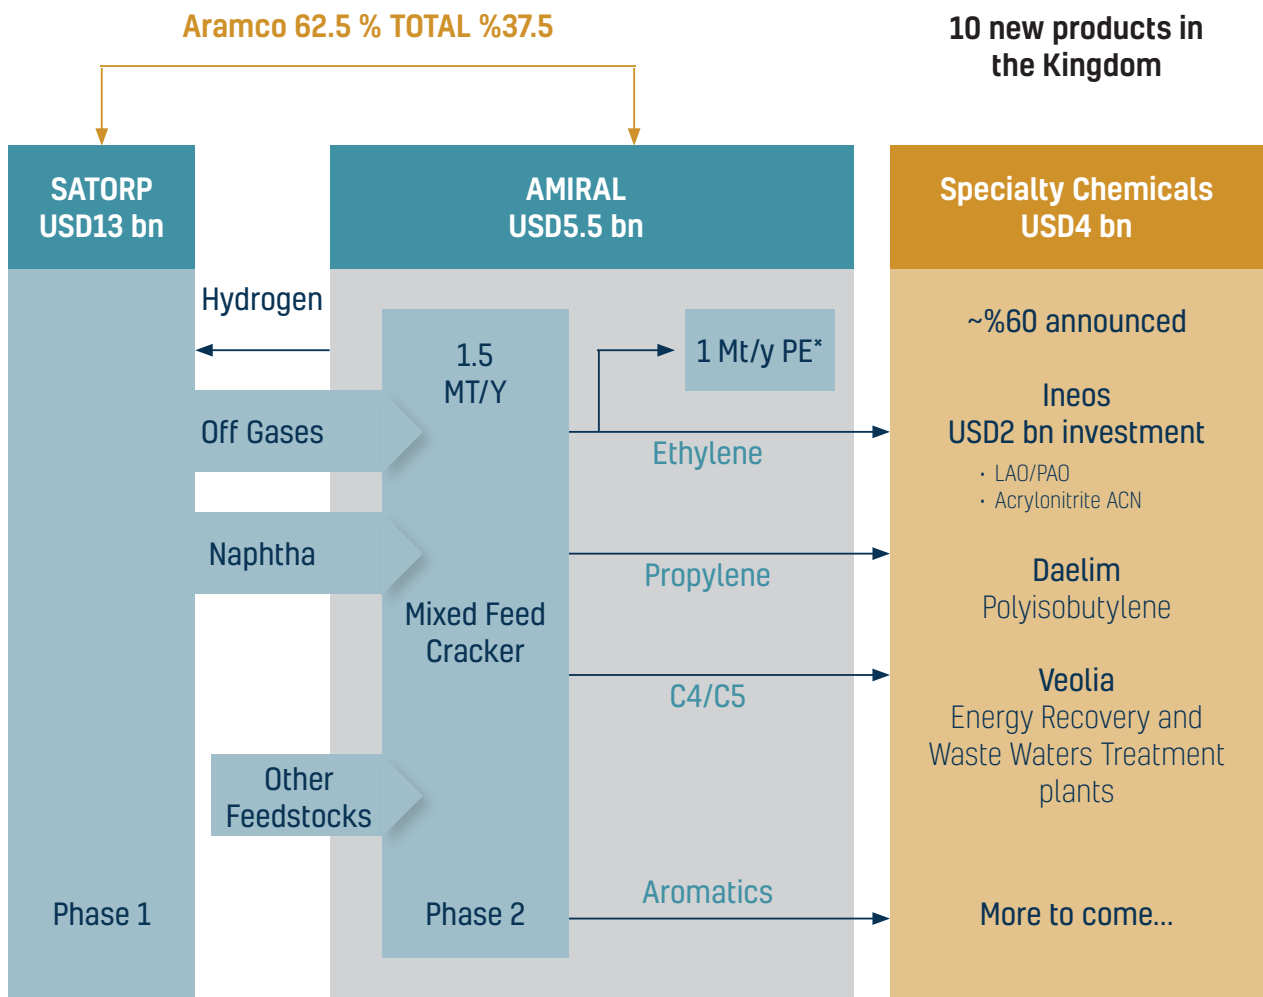 Aramco 62.5 % TOTAL %37.5
10 new products in
the Kingdom
SATORP
USD13 bn
AMIRAL
USD5.5 bn
Specialty Chemicals
USD4 bn
Hydrogen
Off Gases
Naphtha
Other
Feedstocks
Phase 1
1.5
MT/Y
Mixed Feed
Cracker
Phase 2
1 Mt/y PE*
Ethylene
Propylene
C4/C5
Aromatics
~%60 announced
Ineos
USD2 bn investment
· LAO/PAO
· Acrylonitrite ACN
Daelim
Polyisobutylene
Veolia
Energy Recovery and
Waste Waters Treatment
plants
More to come...